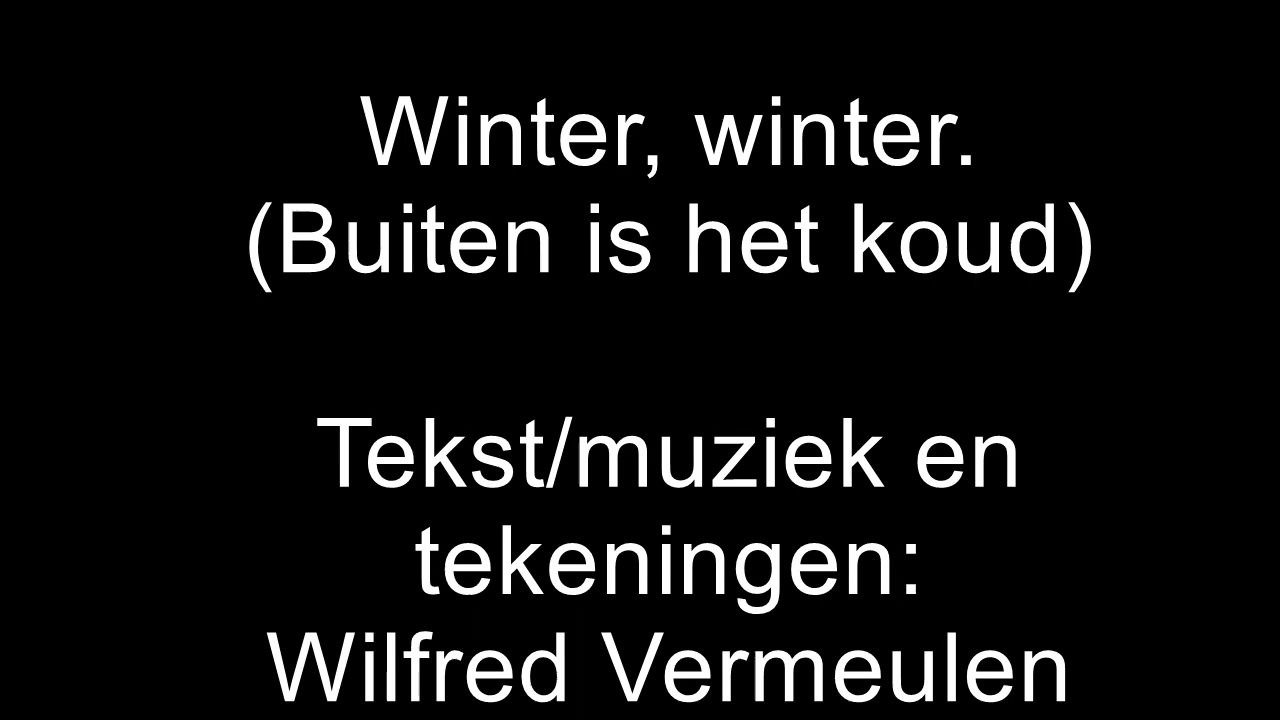 Winter, winter.
(Buiten is het koud)
Tekst/muziek en
tekeningen:
Wilfred Vermeulen